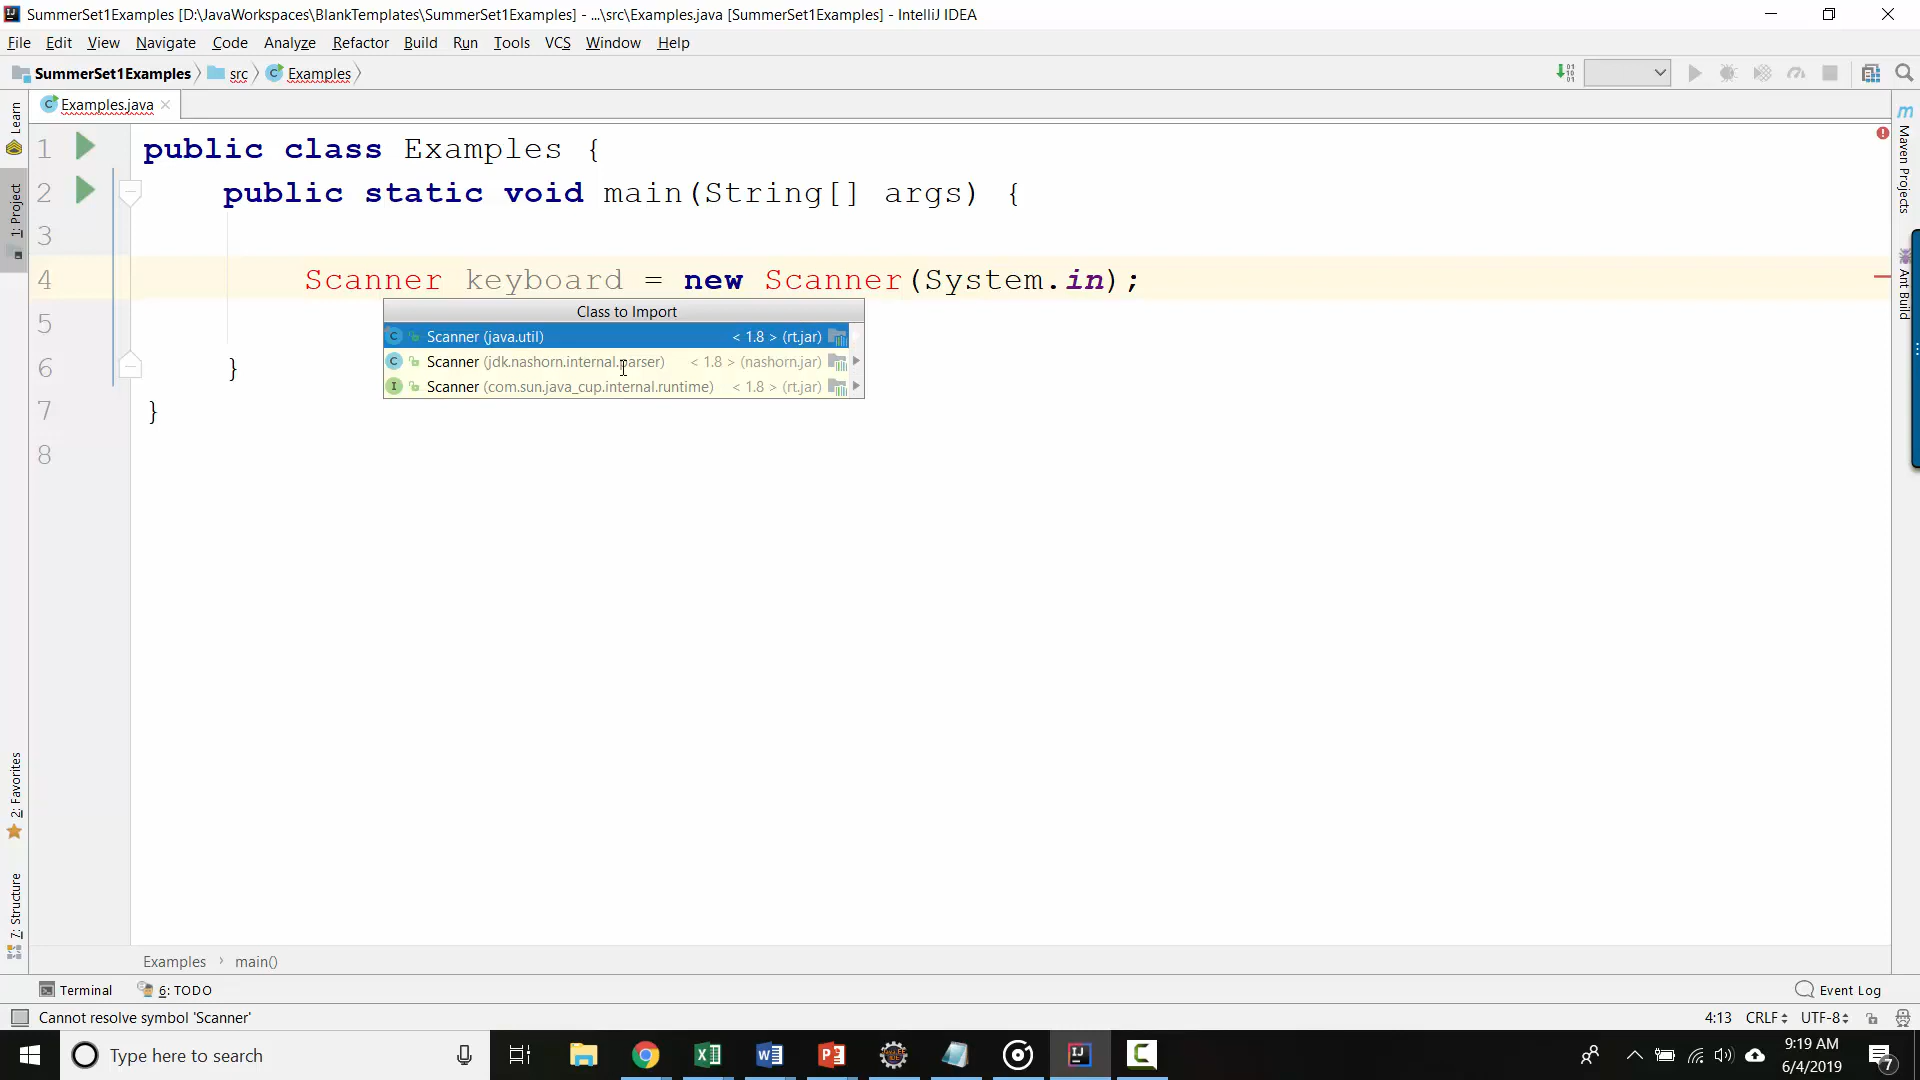 SummerSet1Examples [D:\JavaWorkspaces\BlankTemplates\SummerSet1Examples] - ...\src\Examples.java [SummerSet1Examples] - IntelliJ IDEA
File Edit View Navigate Code Analyze Refactor Build Run Tools VCS Window Help
SummerSet1Examples src Examples
Examples.java
Learn
1: Project
2: Favorites
7: Structure
1 public class Examples {
2 public static void main(String[] args) {
3
4 Scanner keyboard = new Scanner(System.in);
5
6 }
7 }
8
Class to Import
Scanner (java.util) < 1.8 > (rt.jar)
Scanner (jdk.nashorn.internal.parser) < 1.8 > (nashorn.jar)
Scanner (com.sun.java_cup.internal.runtime) < 1.8 > (rt.jar)
Maven Projects
Ant Build
Examples › main()
Terminal 6: TODO Event Log
Cannot resolve symbol 'Scanner' 4:13 CRLF UTF-8
Type here to search
9:19 AM
6/4/2019
7